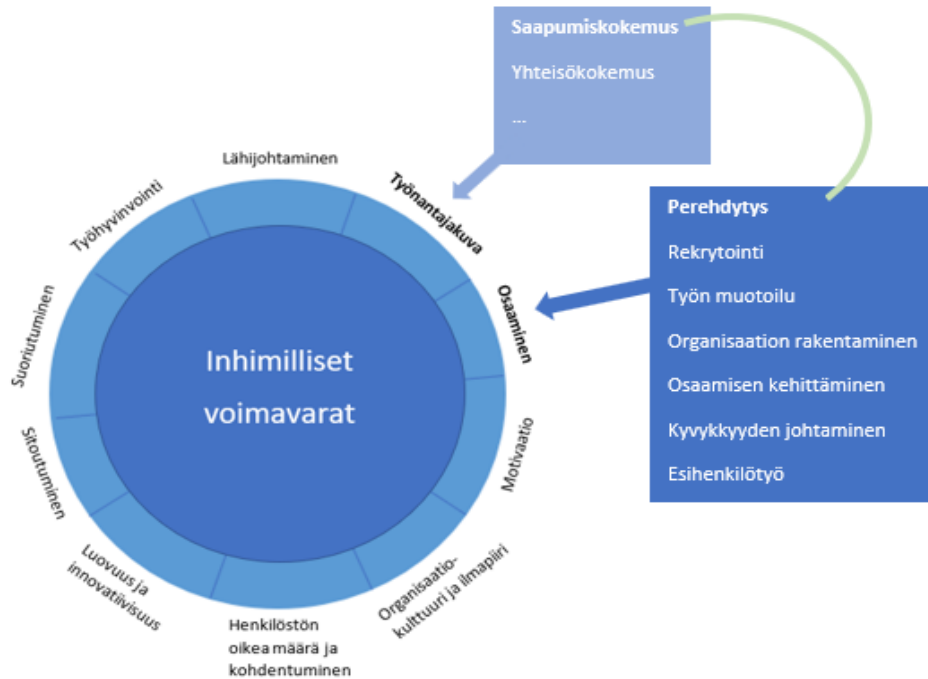 Saapumiskokemus
Yhteisökokemus
...
Lähijohtaminen
Työnantajakuva
Osaaminen
Motivaatio
Organisaatio-
kulttuuri ja ilmapiiri
Henkilöstön
oikea määrä ja
kohdentuminen
Luovuus ja
innovatiivisuus
Sitoutuminen
Suoriutuminen
Työhyvinvointi
Inhimilliset
voimavarat
Perehdytys
Rekrytointi
Työn muotoilu
Organisaation rakentaminen
Osaamisen kehittäminen
Kyvykkyyden johtaminen
Esihenkilötyö